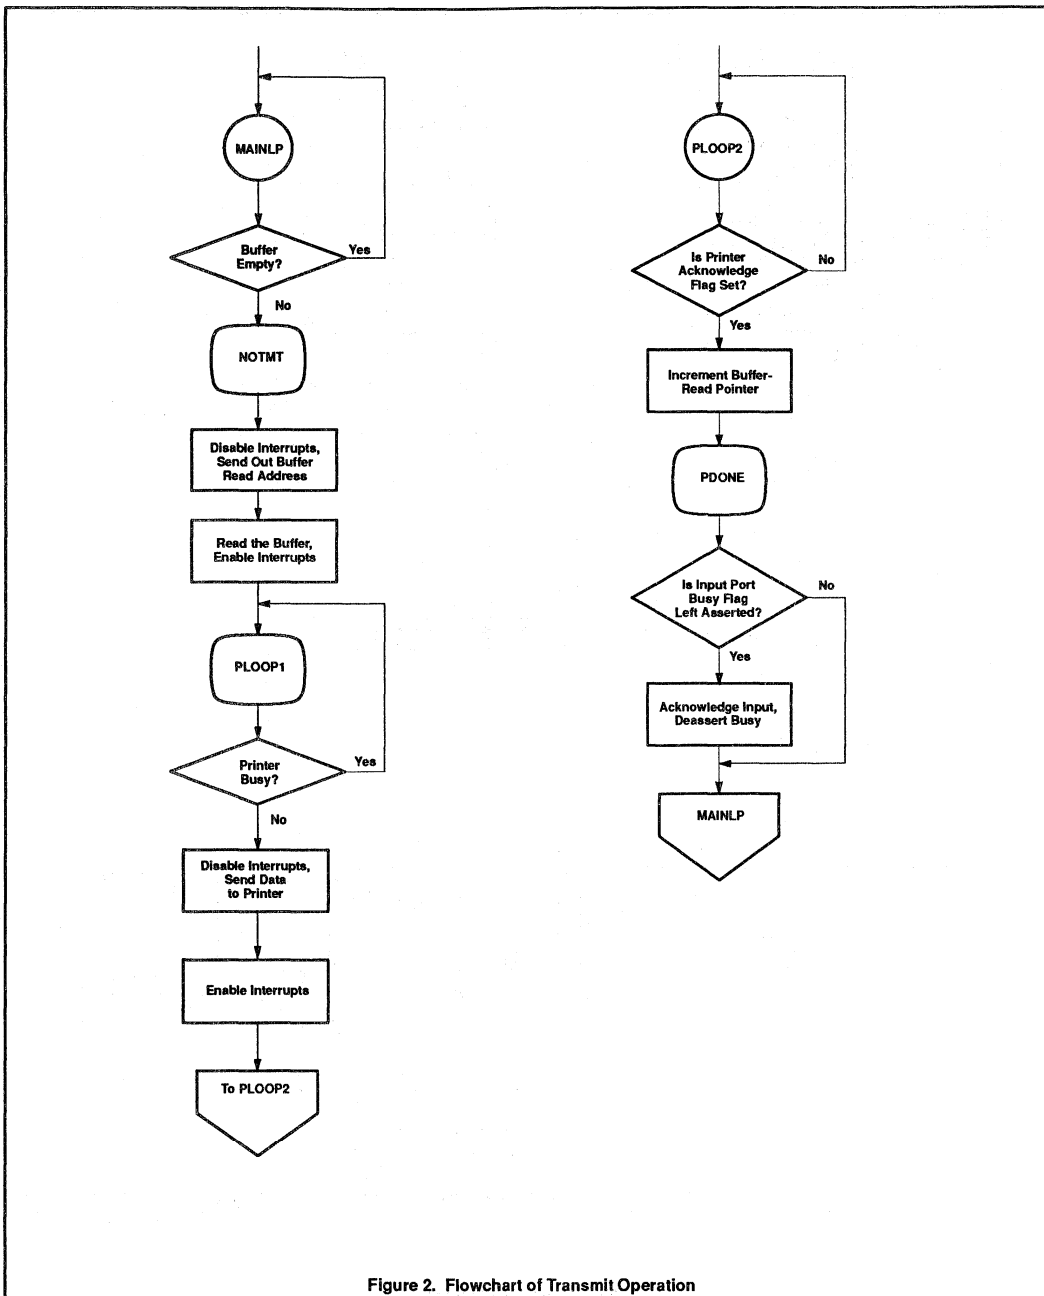 MAINLP
Buffer
Empty?
Yes
No
NOTMT
Disable Interrupts,
Send Out Buffer
Read Address
Read the Buffer,
Enable Interrupts
PLOOP1
Printer
Busy?
Yes
No
Disable Interrupts,
Send Data
to Printer
Enable Interrupts
To PLOOP2
PLOOP2
Is Printer
Acknowledge
Flag Set?
No
Yes
Increment Buffer-
Read Pointer
PDONE
Is Input Port
Busy Flag
Left Asserted?
No
Yes
Acknowledge Input,
Deassert Busy
MAINLP
Figure 2. Flowchart of Transmit Operation